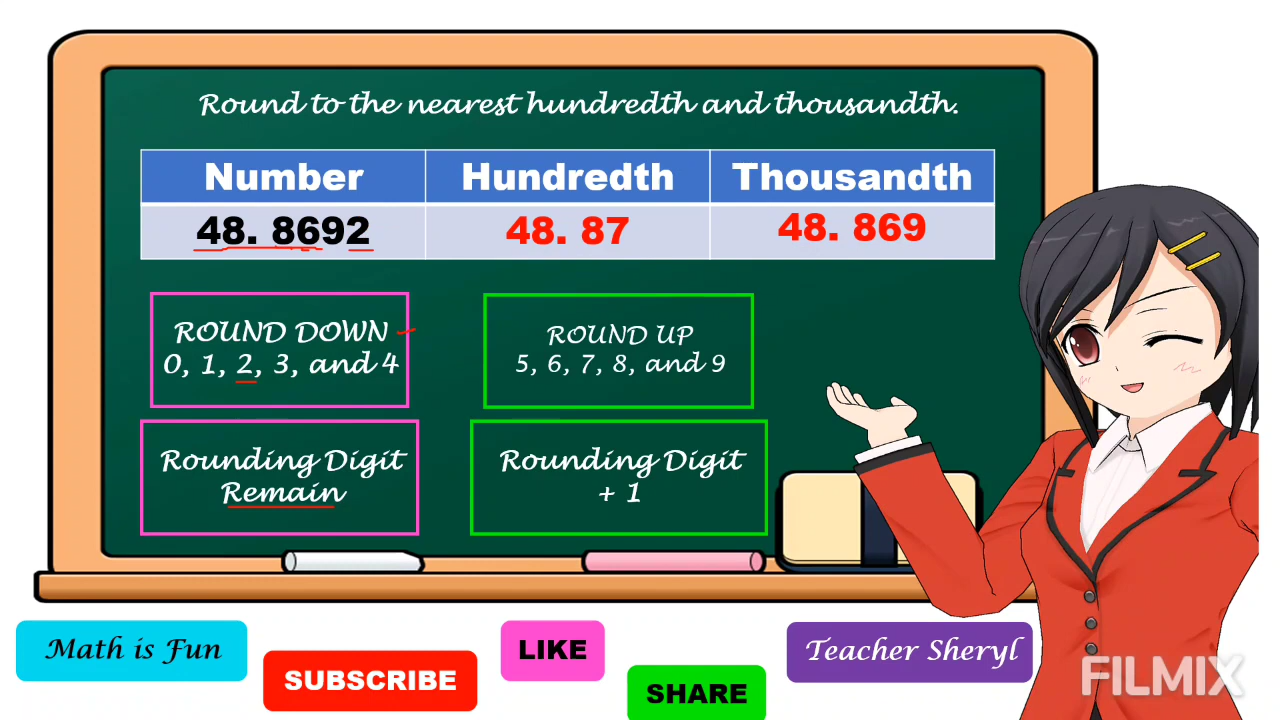 Round to the nearest hundredth and thousandth.
Number Hundredth Thousandth
48. 8692 48. 87 48. 869
ROUND DOWN
0, 1, 2, 3, and 4
ROUND UP
5, 6, 7, 8, and 9
Rounding Digit
Remain
Rounding Digit
+ 1
Math is Fun
SUBSCRIBE
LIKE
SHARE
Teacher Sheryl
FILMIX